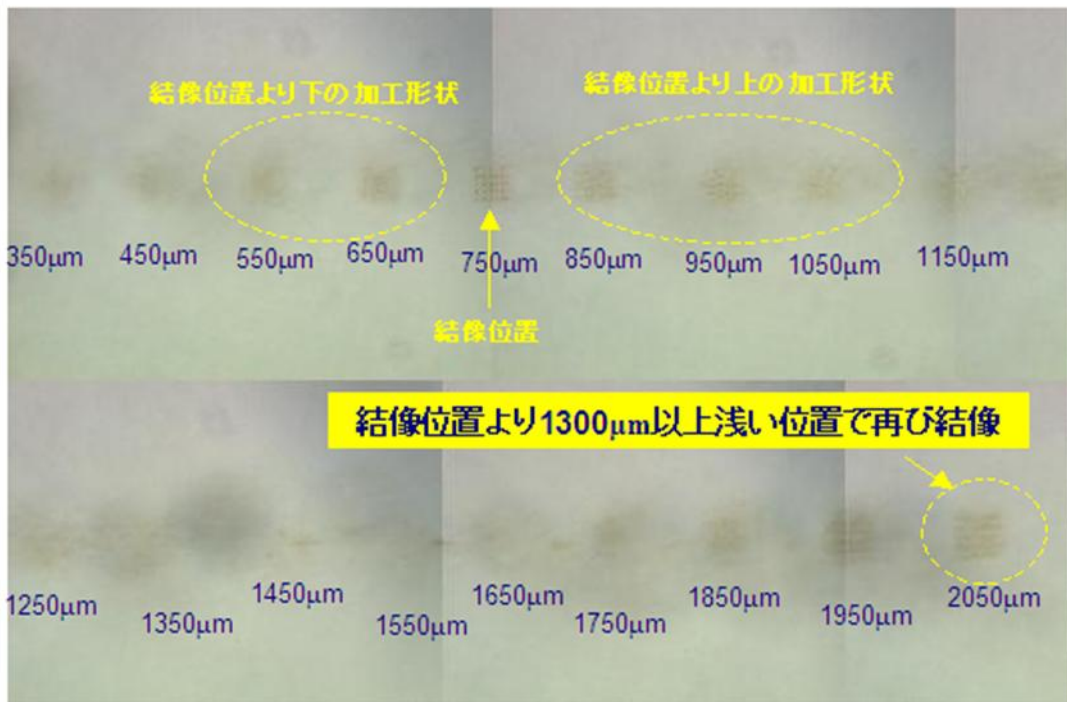 結像位置より下の加工形状
結像位置より上の加工形状
350μm
450μm
550μm
650μm
750μm
850μm
950μm
1050μm
1150μm
結像位置
結像位置より1300μm以上浅い位置で再び結像
1250μm
1350μm
1450μm
1550μm
1650μm
1750μm
1850μm
1950μm
2050μm